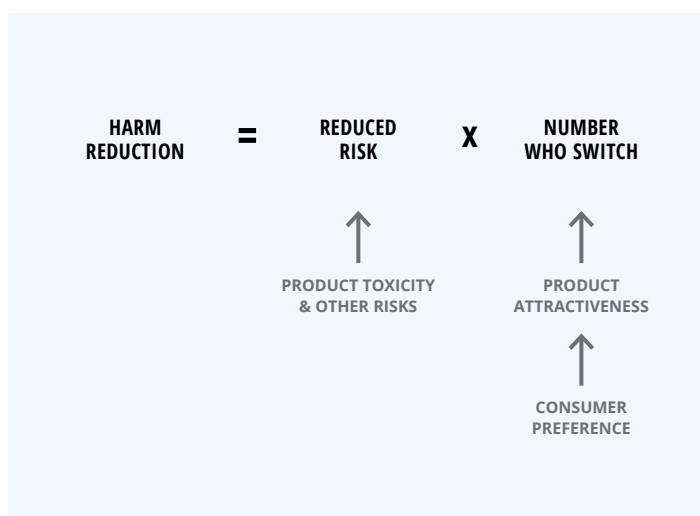 HARM
REDUCTION
=
REDUCED
RISK
X
NUMBER
WHO SWITCH
PRODUCT TOXICITY
& OTHER RISKS
PRODUCT
ATTRACTIVENESS
CONSUMER
PREFERENCE